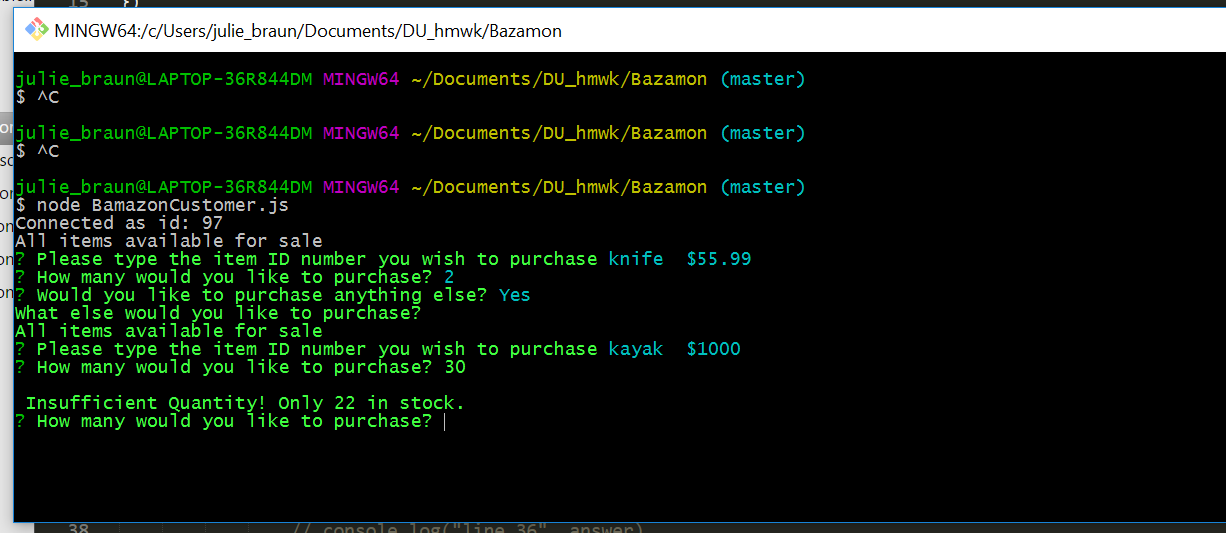 15 })
MINGW64:/c/Users/julie_braun/Documents/DU_hmwk/Bazamon
julie_braun@LAPTOP-36R844DM MINGW64 ~/Documents/DU_hmwk/Bazamon (master)
$ ^C
julie_braun@LAPTOP-36R844DM MINGW64 ~/Documents/DU_hmwk/Bazamon (master)
$ ^C
julie_braun@LAPTOP-36R844DM MINGW64 ~/Documents/DU_hmwk/Bazamon (master)
$ node BamazonCustomer.js
Connected as id: 97
All items available for sale
? Please type the item ID number you wish to purchase knife  $55.99
? How many would you like to purchase? 2
? Would you like to purchase anything else? Yes
What else would you like to purchase?
All items available for sale
? Please type the item ID number you wish to purchase kayak  $1000
? How many would you like to purchase? 30
Insufficient Quantity! Only 22 in stock.
? How many would you like to purchase?
38 // console.log("line 36", answer)